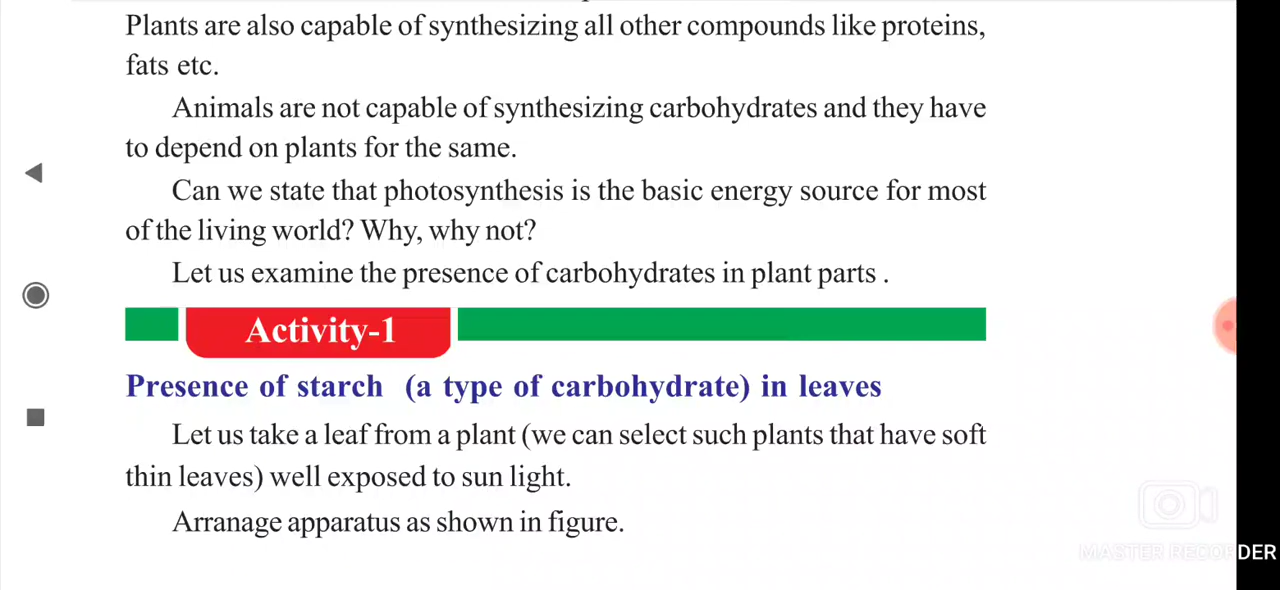 Plants are also capable of synthesizing all other compounds like proteins,
fats etc.
Animals are not capable of synthesizing carbohydrates and they have
to depend on plants for the same.
Can we state that photosynthesis is the basic energy source for most
of the living world? Why, why not?
Let us examine the presence of carbohydrates in plant parts .
Activity-1
Presence of starch (a type of carbohydrate) in leaves
Let us take a leaf from a plant (we can select such plants that have soft
thin leaves) well exposed to sun light.
Arranage apparatus as shown in figure.
MASTER RECORDER